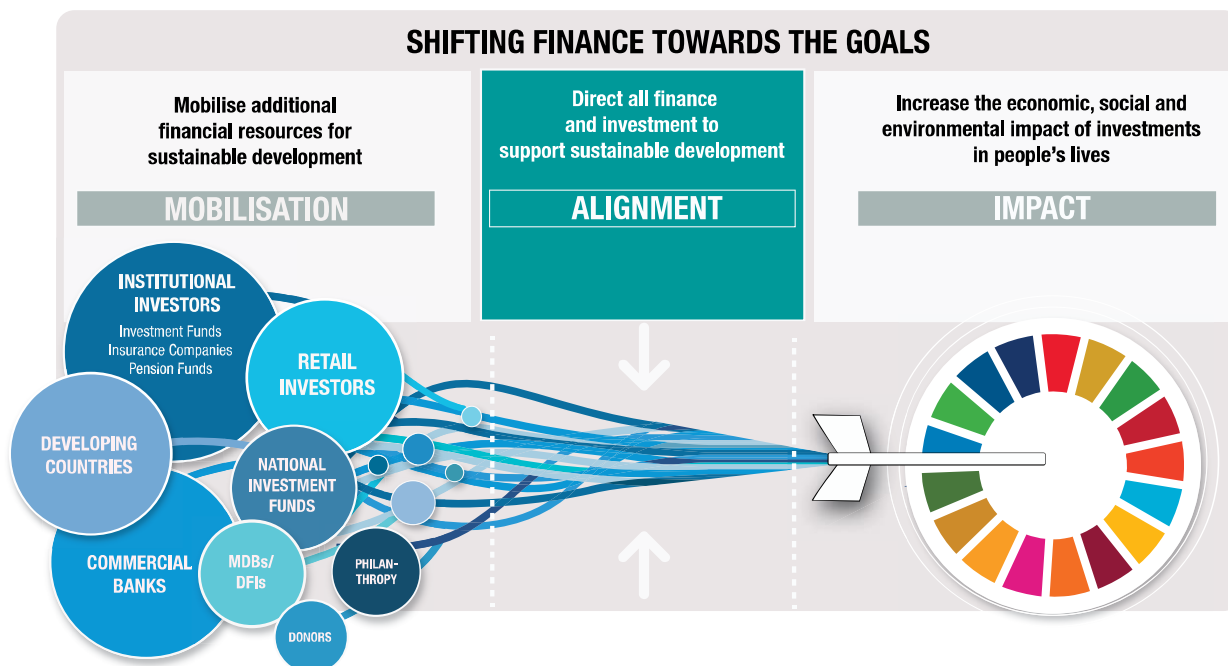 SHIFTING FINANCE TOWARDS THE GOALS
Mobilise additional
financial resources for
sustainable development
MOBILISATION
Direct all finance
and investment to
support sustainable development
ALIGNMENT
Increase the economic, social and
environmental impact of investments
in people's lives
IMPACT
INSTITUTIONAL
INVESTORS
Investment Funds
Insurance Companies
Pension Funds
RETAIL
INVESTORS
DEVELOPING
COUNTRIES
NATIONAL
INVESTMENT
FUNDS
COMMERCIAL
BANKS
MDBs/
DFIs
PHILAN-
THROPY
DONORS